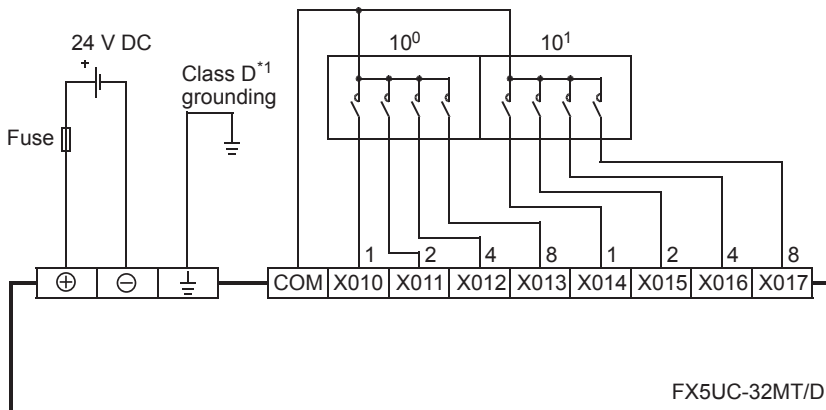 24 V DC
+
Fuse
Class D*1
grounding
10⁰ 10¹
1 2 4 8 1 2 4 8
+ −
COM X010 X011 X012 X013 X014 X015 X016 X017
FX5UC-32MT/D